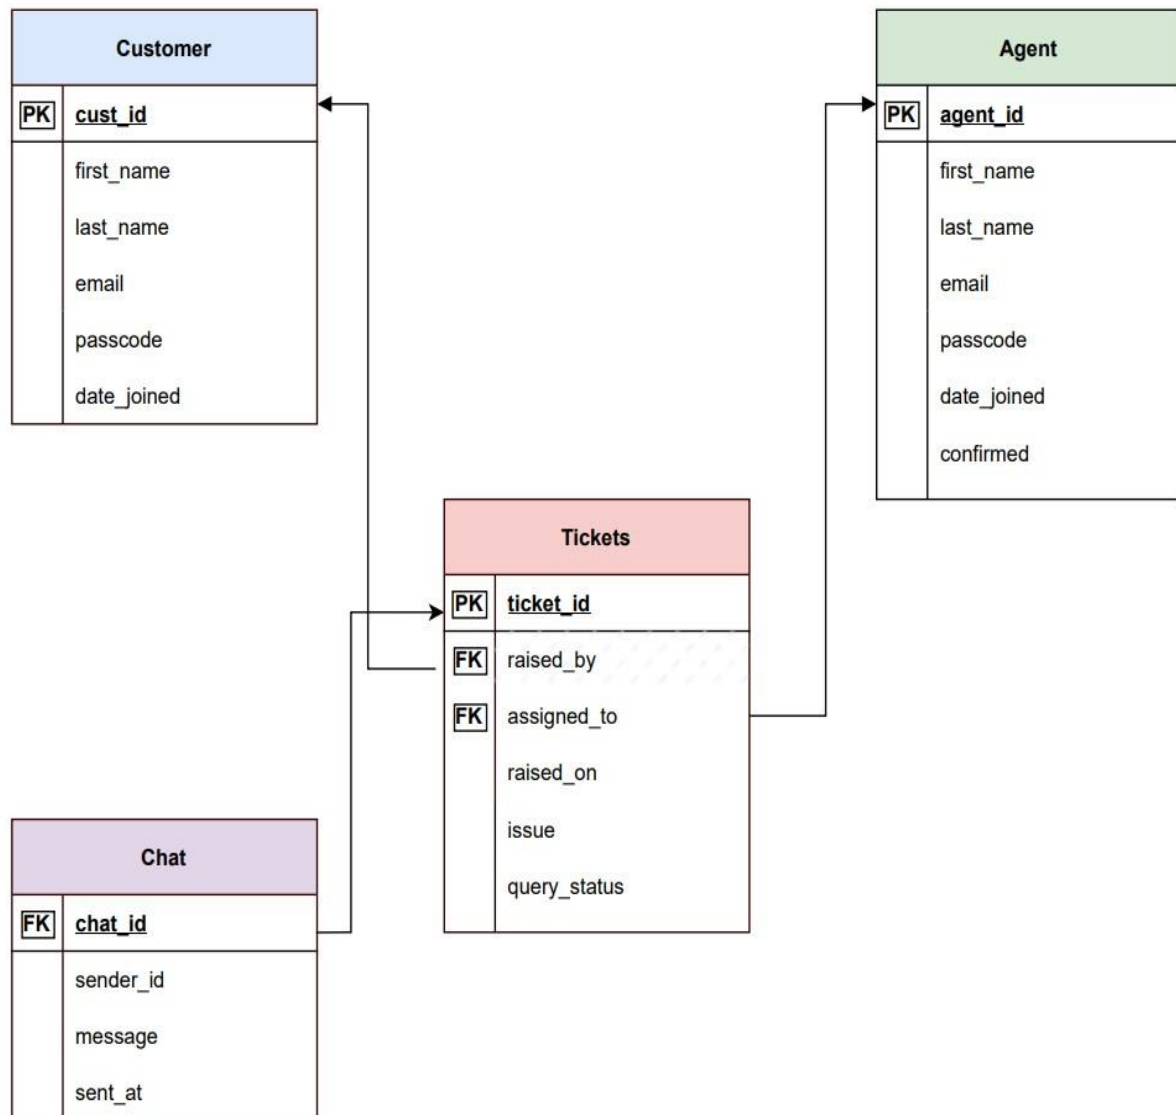 Customer
PK cust_id
first_name
last_name
email
passcode
date_joined
Agent
PK agent_id
first_name
last_name
email
passcode
date_joined
confirmed
Tickets
PK ticket_id
FK raised_by
FK assigned_to
raised_on
issue
query_status
Chat
FK chat_id
sender_id
message
sent_at